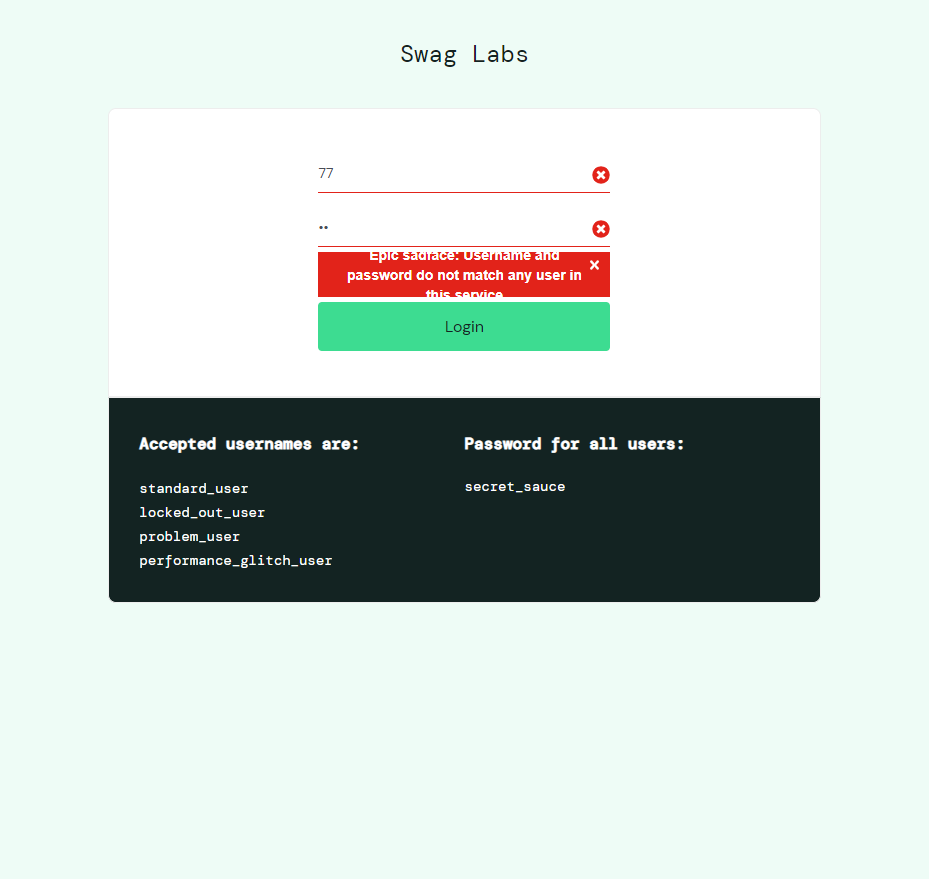 Swag Labs
77
••
Epic sadface: Username and
password do not match any user in
this service
Login
Accepted usernames are:
standard_user
locked_out_user
problem_user
performance_glitch_user
Password for all users:
secret_sauce